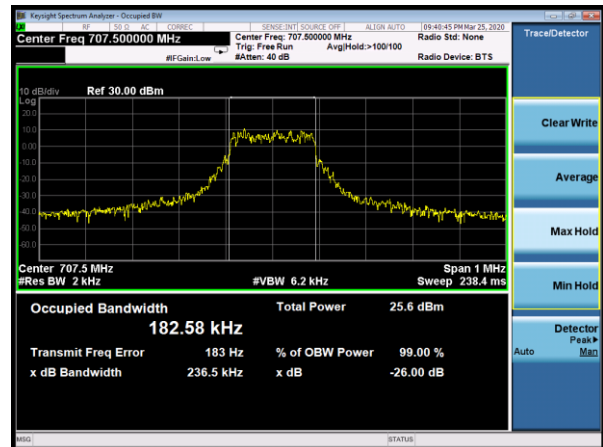 Keysight Spectrum Analyzer - Occupied BW
RF 50 Ω AC CORREC SENSE:INT SOURCE OFF ALIGN AUTO 09:40:45 PM Mar 25, 2020
Center Freq 707.500000 MHz
Center Freq: 707.500000 MHz
Radio Std: None
Trig: Free Run Avg|Hold:>100/100
#IFGain:Low
#Atten: 40 dB
Radio Device: BTS
Trace/Detector
10 dB/div Ref 30.00 dBm
Log
20.0
10.0
0.00
-10.0
-20.0
-30.0
-40.0
-50.0
-60.0
Center 707.5 MHz
Span 1 MHz
#Res BW 2 kHz
#VBW 6.2 kHz
Sweep 238.4 ms
Occupied Bandwidth
Total Power 25.6 dBm
182.58 kHz
Transmit Freq Error 183 Hz
% of OBW Power 99.00 %
x dB Bandwidth 236.5 kHz
x dB -26.00 dB
Clear Write
Average
Max Hold
Min Hold
Detector
Peak▶
Auto Man
MSG
STATUS